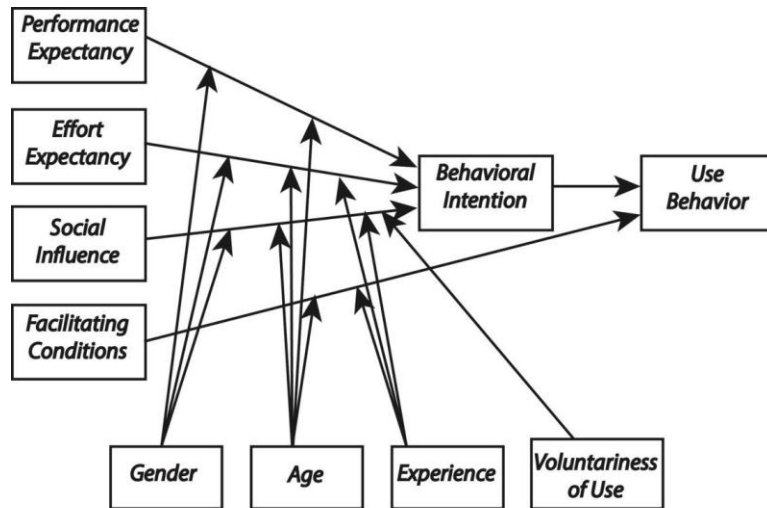 Performance
Expectancy
Effort
Expectancy
Social
Influence
Facilitating
Conditions
Behavioral
Intention
Use
Behavior
Gender
Age
Experience
Voluntariness
of Use